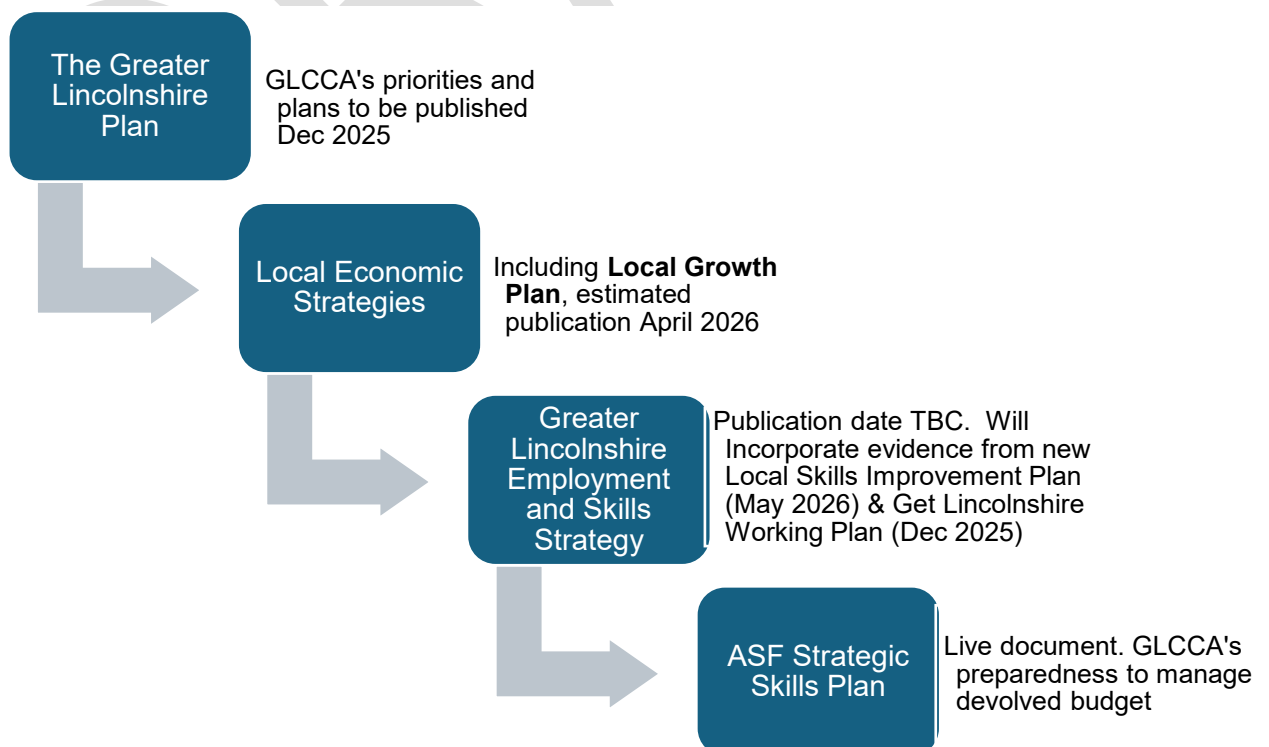 The Greater
Lincolnshire
Plan
GLCCA's priorities and
plans to be published
Dec 2025
Local Economic
Strategies
Including Local Growth
Plan, estimated
publication April 2026
Greater
Lincolnshire
Employment
and Skills
Strategy
Publication date TBC.  Will
Incorporate evidence from new
Local Skills Improvement Plan
(May 2026) & Get Lincolnshire
Working Plan (Dec 2025)
ASF Strategic
Skills Plan
Live document. GLCCA's
preparedness to manage
devolved budget